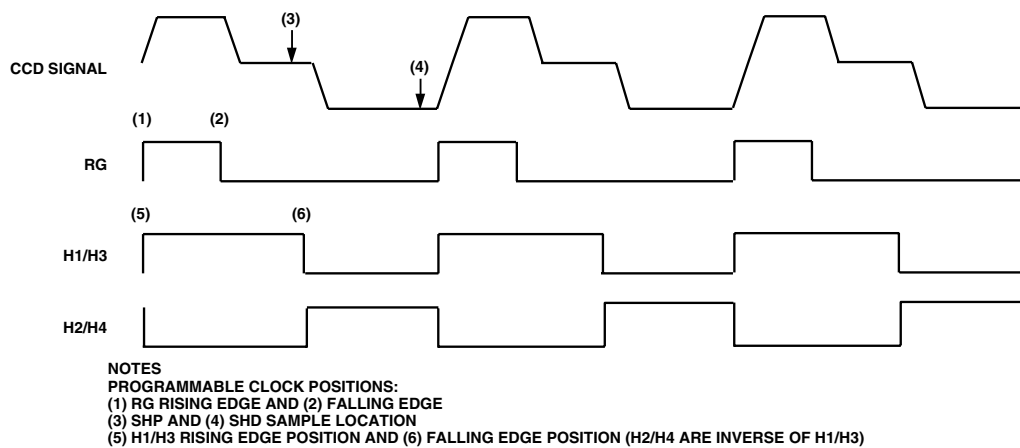 (3)
CCD SIGNAL
(4)
(1)
(2)
RG
(5)
(6)
H1/H3
H2/H4
NOTES
PROGRAMMABLE CLOCK POSITIONS:
(1) RG RISING EDGE AND (2) FALLING EDGE
(3) SHP AND (4) SHD SAMPLE LOCATION
(5) H1/H3 RISING EDGE POSITION AND (6) FALLING EDGE POSITION (H2/H4 ARE INVERSE OF H1/H3)